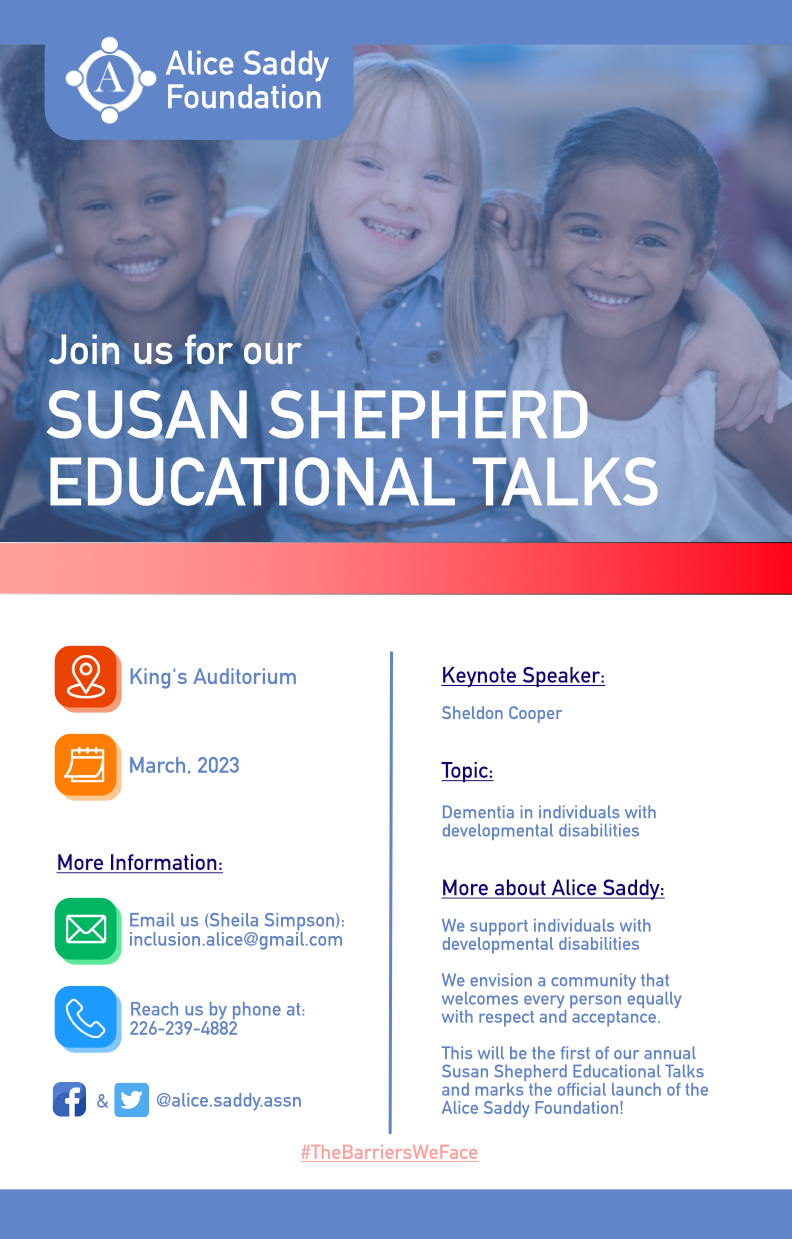 A
Alice Saddy
Foundation
Join us for our
SUSAN SHEPHERD
EDUCATIONAL TALKS
King's Auditorium
March, 2023
More Information:
Email us (Sheila Simpson):
inclusion.alice@gmail.com
Reach us by phone at:
226-239-4882
& @alice.saddy.assn
Keynote Speaker:
Sheldon Cooper
Topic:
Dementia in individuals with
developmental disabilities
More about Alice Saddy:
We support individuals with
developmental disabilities
We envision a community that
welcomes every person equally
with respect and acceptance.
This will be the first of our annual
Susan Shepherd Educational Talks
and marks the official launch of the
Alice Saddy Foundation!
#TheBarriersWeFace